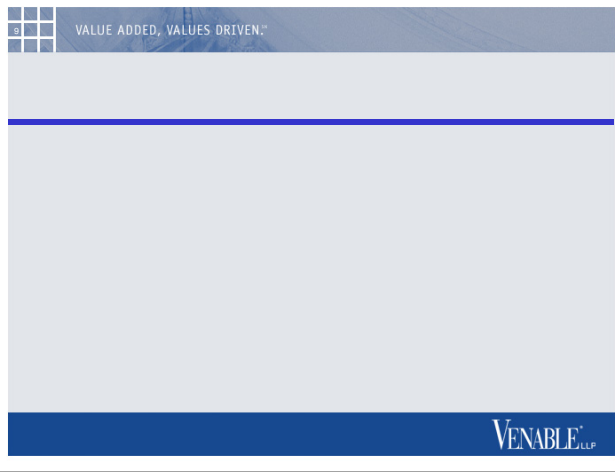 9
VALUE ADDED, VALUES DRIVEN.℠
VENABLE® LLP